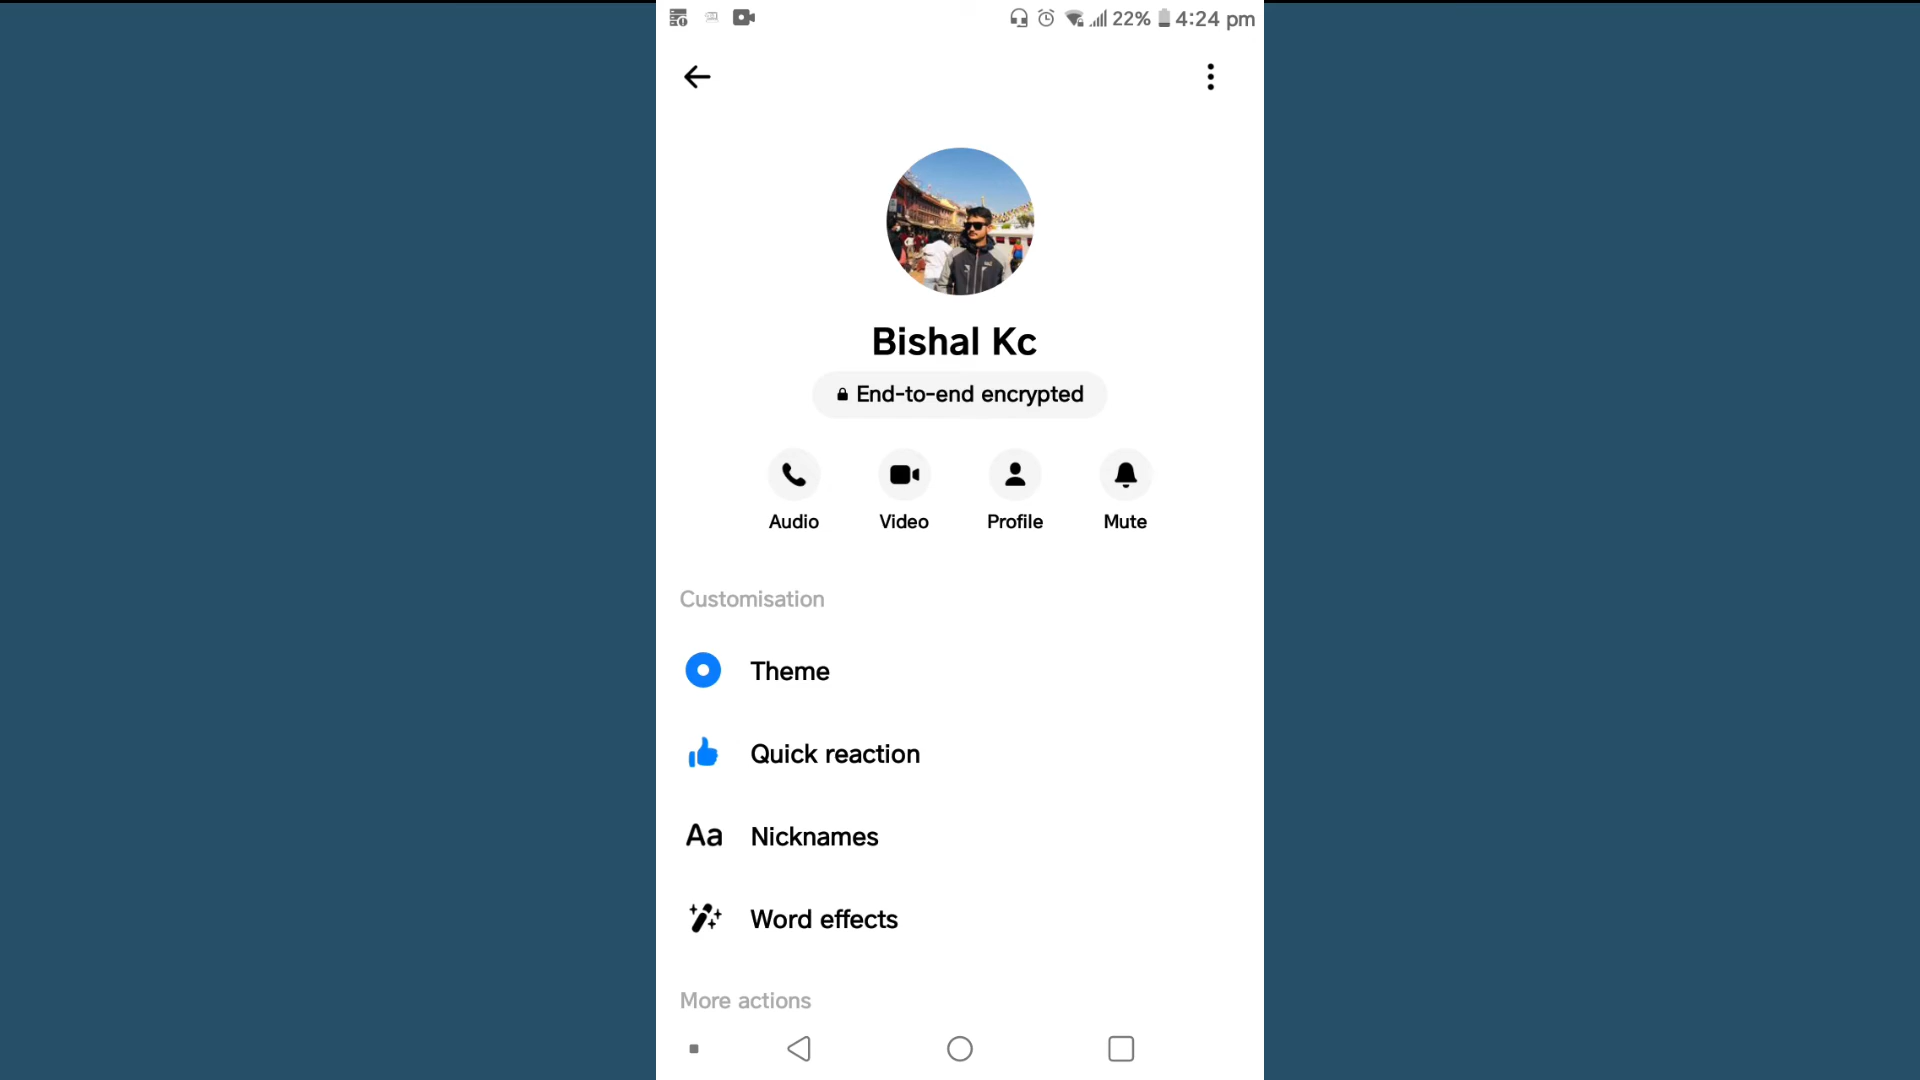 22% 4:24 pm
Bishal Kc
End-to-end encrypted
Audio Video Profile Mute
Customisation
Theme
Quick reaction
Aa Nicknames
Word effects
More actions